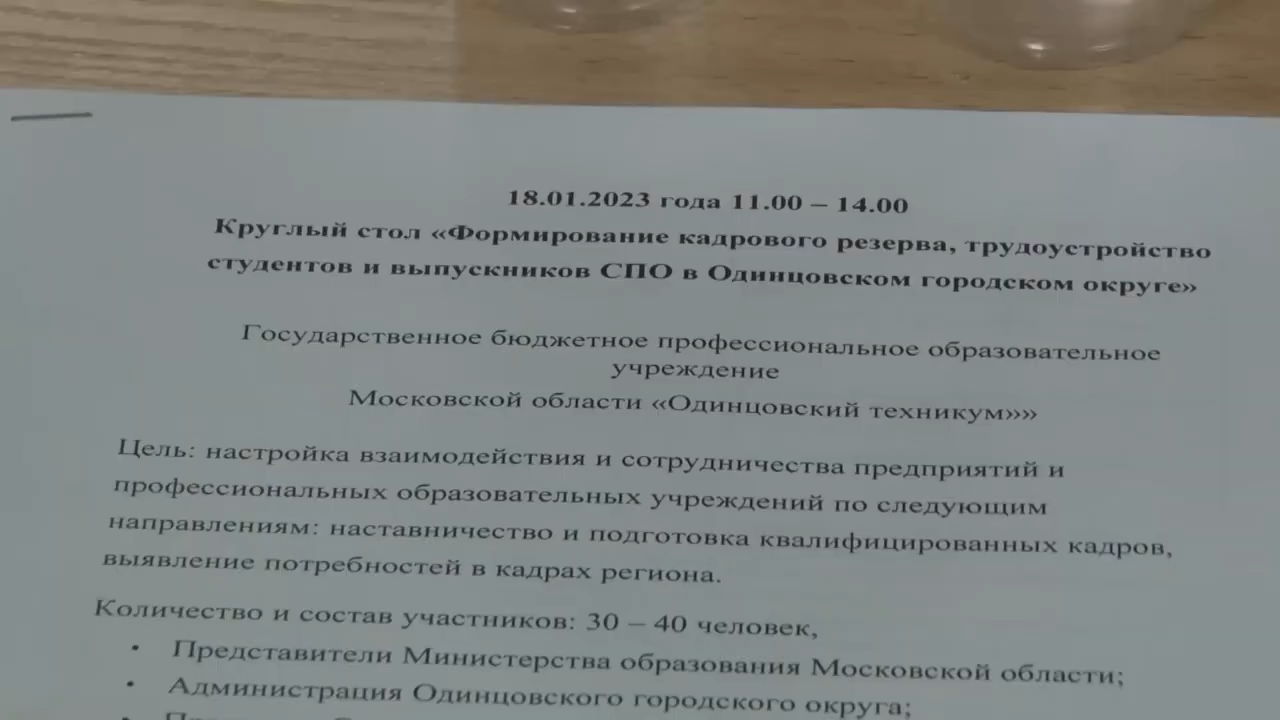 18.01.2023 года 11.00 – 14.00
Круглый стол «Формирование кадрового резерва, трудоустройство
студентов и выпускников СПО в Одинцовском городском округе»
Государственное бюджетное профессиональное образовательное
учреждение
Московской области «Одинцовский техникум»»
Цель: настройка взаимодействия и сотрудничества предприятий и
профессиональных образовательных учреждений по следующим
направлениям: наставничество и подготовка квалифицированных кадров,
выявление потребностей в кадрах региона.
Количество и состав участников: 30 – 40 человек,
• Представители Министерства образования Московской области;
• Администрация Одинцовского городского округа;